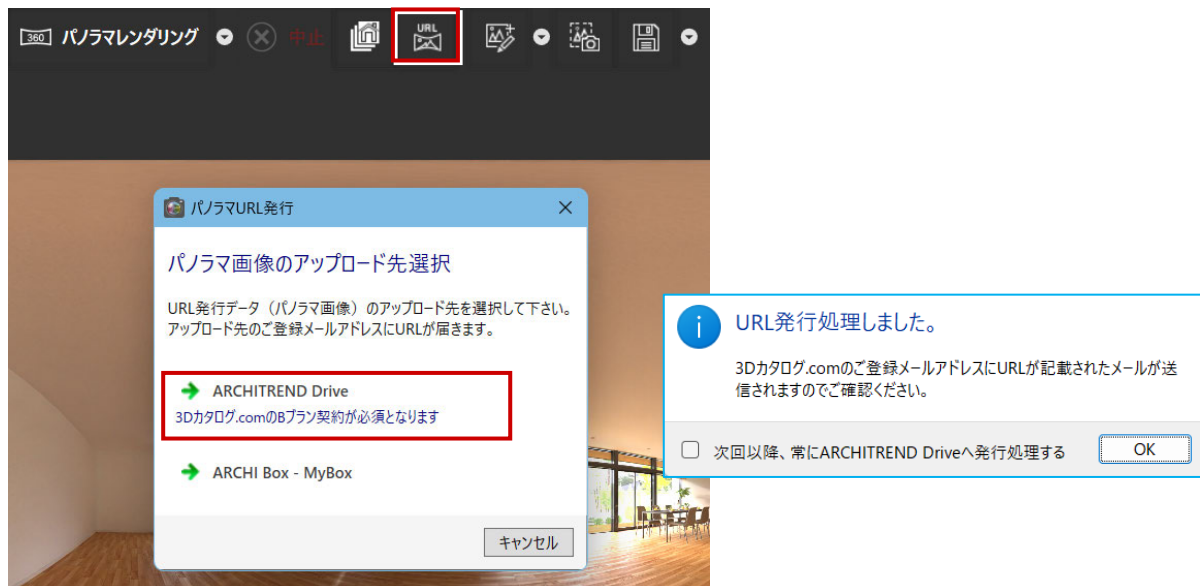 360 パノラマレンダリング 中止 URL
パノラマURL発行
パノラマ画像のアップロード先選択
URL発行データ（パノラマ画像）のアップロード先を選択して下さい。
アップロード先のご登録メールアドレスにURLが届きます。
ARCHITREND Drive
3Dカタログ.comのBプラン契約が必須となります
ARCHI Box - MyBox
キャンセル
URL発行処理しました。
3Dカタログ.comのご登録メールアドレスにURLが記載されたメールが送
信されますのでご確認ください。
次回以降、常にARCHITREND Driveへ発行処理する OK